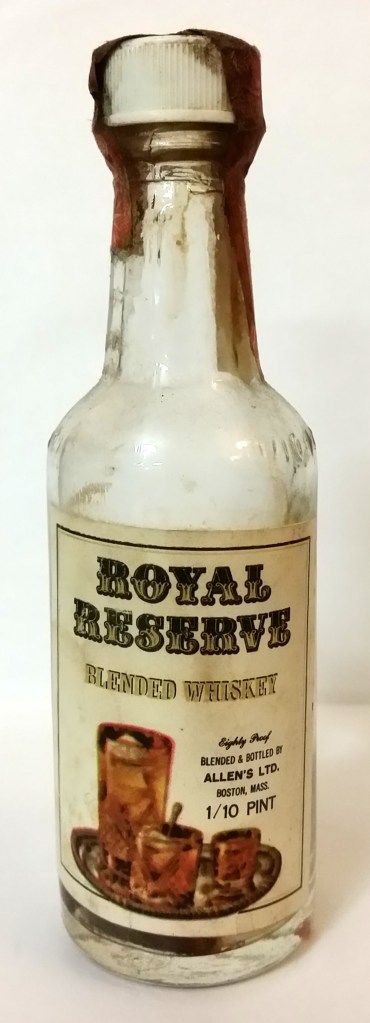 ROYAL
RESERVE
BLENDED WHISKEY
Eighty Proof
BLENDED & BOTTLED BY
ALLEN'S LTD.
BOSTON, MASS.
1/10 PINT